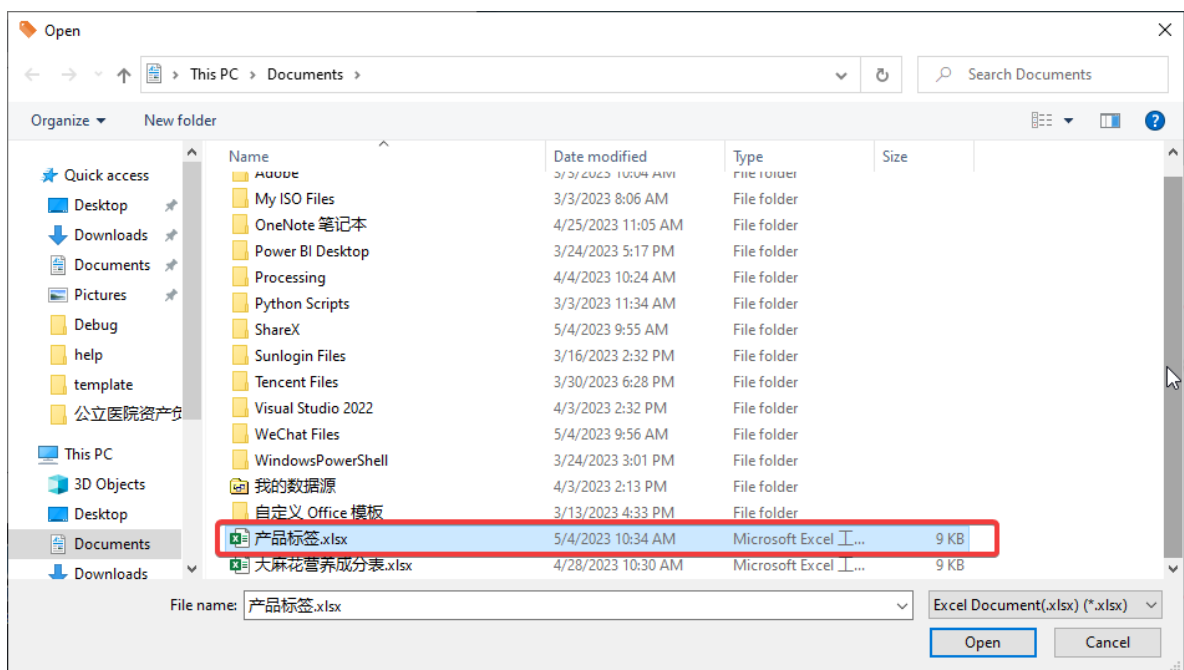 Open
This PC > Documents >
Search Documents
Organize
New folder
Name
Date modified
Type
Size
Adobe 3/3/2023 10:04 AM File folder
My ISO Files 3/3/2023 8:06 AM File folder
OneNote 笔记本 4/25/2023 11:05 AM File folder
Power BI Desktop 3/24/2023 5:17 PM File folder
Processing 4/4/2023 10:24 AM File folder
Python Scripts 3/3/2023 11:34 AM File folder
ShareX 5/4/2023 9:55 AM File folder
Sunlogin Files 3/16/2023 2:32 PM File folder
Tencent Files 3/30/2023 6:28 PM File folder
Visual Studio 2022 4/3/2023 2:32 PM File folder
WeChat Files 5/4/2023 9:56 AM File folder
WindowsPowerShell 3/24/2023 3:01 PM File folder
我的数据源 4/3/2023 2:13 PM File folder
自定义 Office 模板 3/13/2023 4:33 PM File folder
产品标签.xlsx 5/4/2023 10:34 AM Microsoft Excel 工... 9 KB
大麻花营养成分表.xlsx 4/28/2023 10:30 AM Microsoft Excel 工... 9 KB
Quick access
Desktop
Downloads
Documents
Pictures
Debug
help
template
公立医院资产
This PC
3D Objects
Desktop
Documents
Downloads
File name: 产品标签.xlsx
Excel Document(.xlsx) (*.xlsx)
Open
Cancel